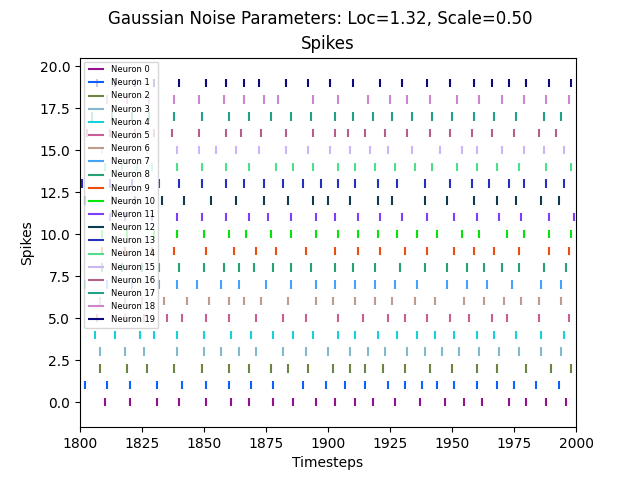 Gaussian Noise Parameters: Loc=1.32, Scale=0.50
Spikes
Spikes
20.0
17.5
15.0
12.5
10.0
7.5
5.0
2.5
0.0
Neuron 0
Neuron 1
Neuron 2
Neuron 3
Neuron 4
Neuron 5
Neuron 6
Neuron 7
Neuron 8
Neuron 9
Neuron 10
Neuron 11
Neuron 12
Neuron 13
Neuron 14
Neuron 15
Neuron 16
Neuron 17
Neuron 18
Neuron 19
1800 1825 1850 1875 1900 1925 1950 1975 2000
Timesteps